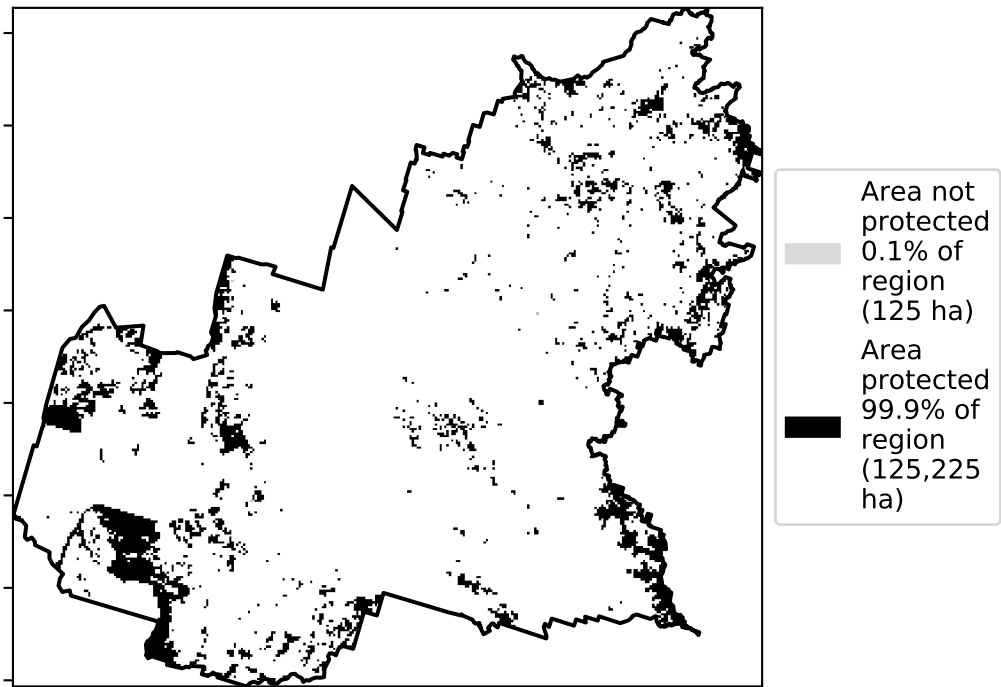 Area not
protected
0.1% of
region
(125 ha)
Area
protected
99.9% of
region
(125,225
ha)